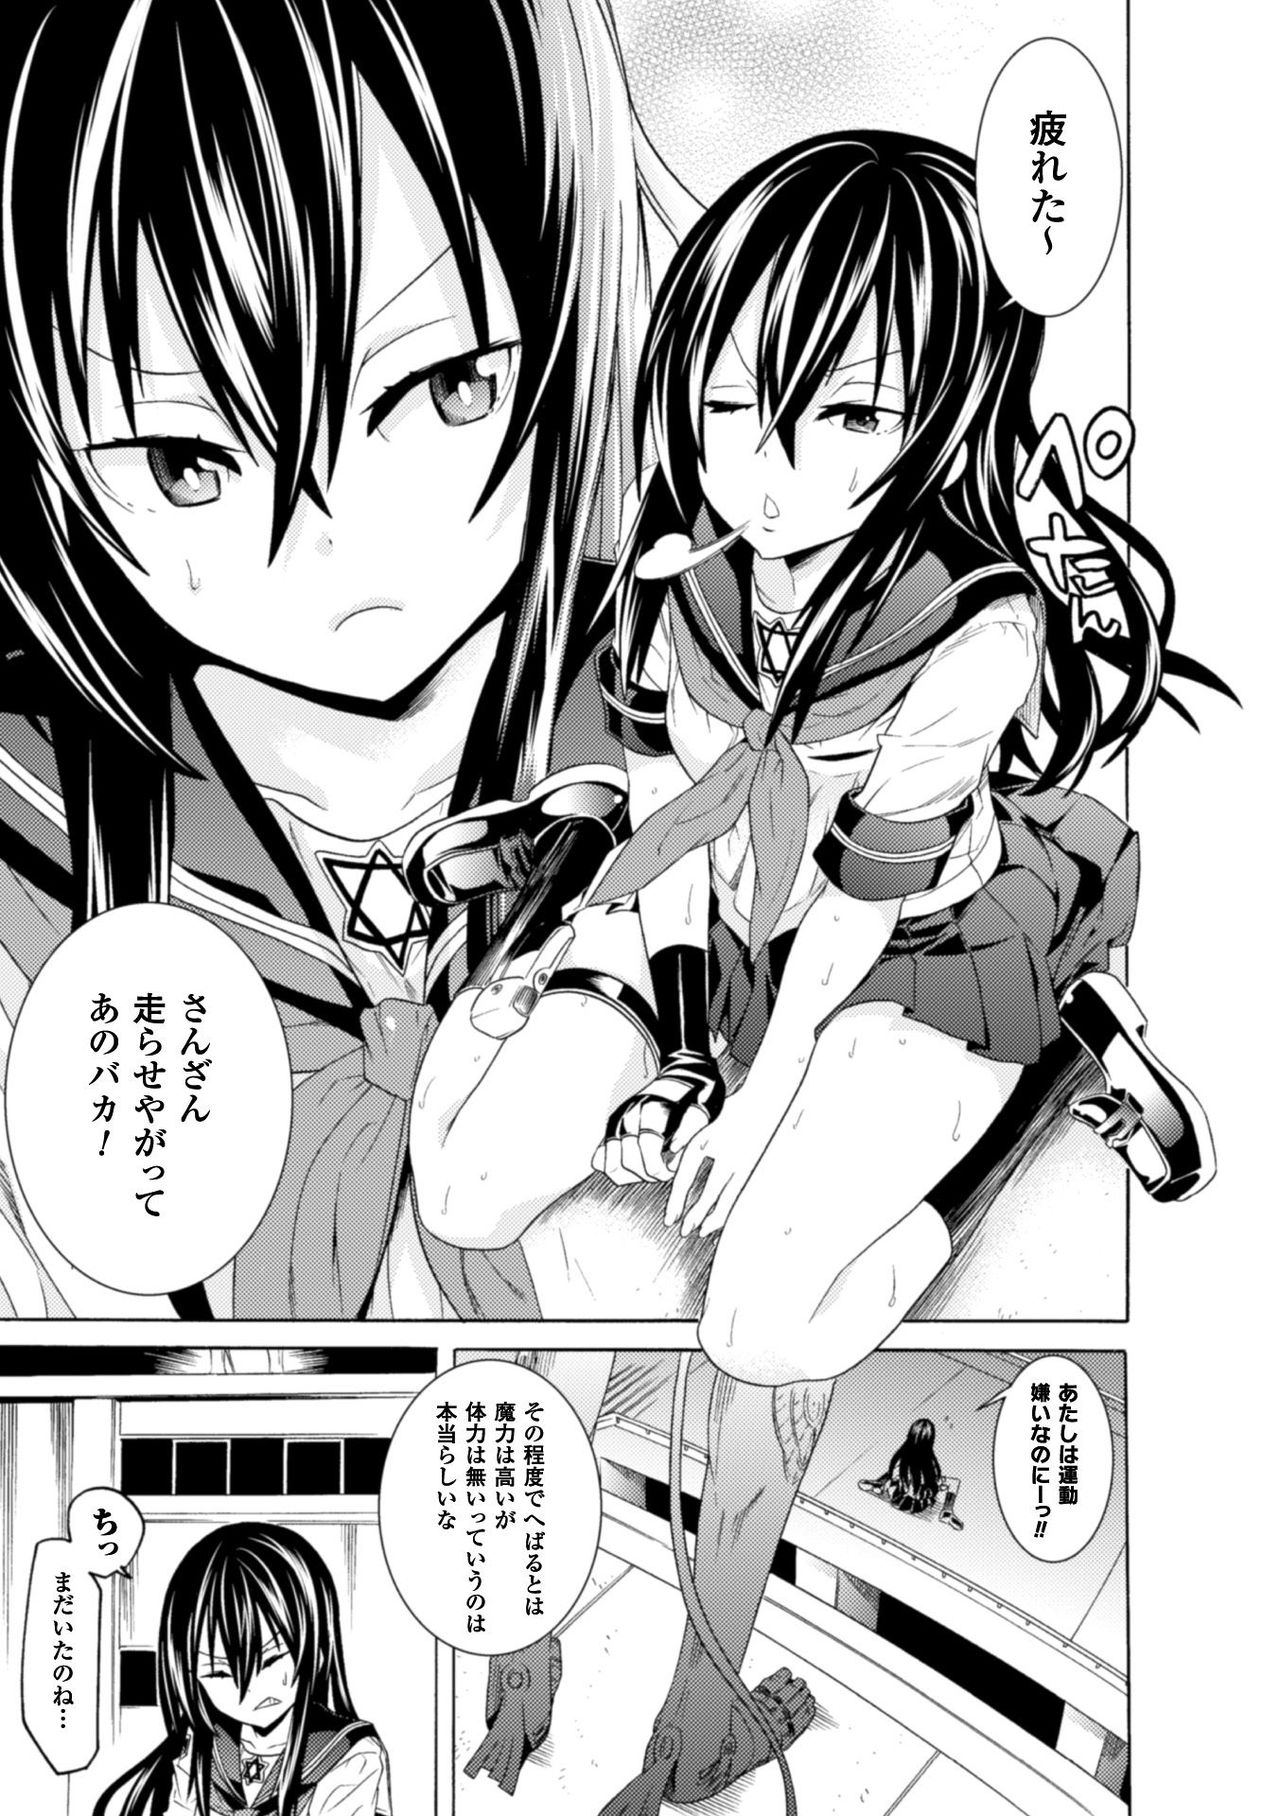 疲れた～
ペたん
さんざん
走らせやがって
あのバカ！
あたしは運動
嫌いなのにーっ!!
その程度でへばるとは
魔力は高いが
体力は無いっていうのは
本当らしいな
ちっ
まだいたのね…